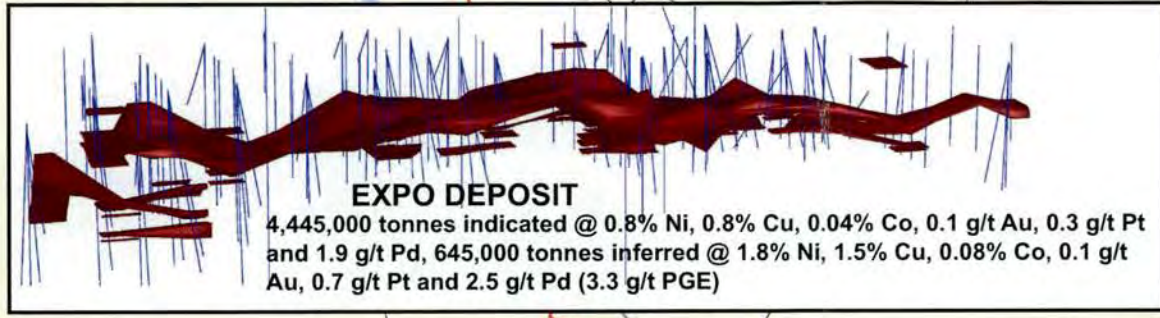 EXPO DEPOSIT
4,445,000 tonnes indicated @ 0.8% Ni, 0.8% Cu, 0.04% Co, 0.1 g/t Au, 0.3 g/t Pt
and 1.9 g/t Pd, 645,000 tonnes inferred @ 1.8% Ni, 1.5% Cu, 0.08% Co, 0.1 g/t
Au, 0.7 g/t Pt and 2.5 g/t Pd (3.3 g/t PGE)